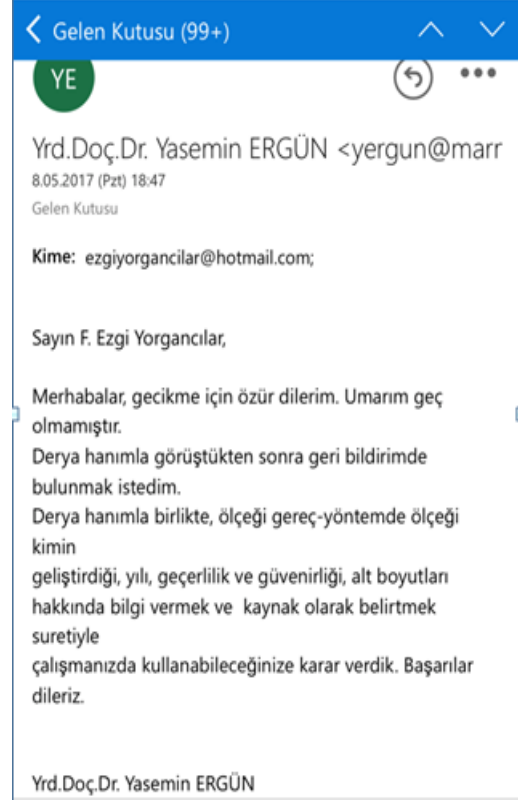 Gelen Kutusu (99+)
YE
Yrd.Doç.Dr. Yasemin ERGÜN <yergun@marr
8.05.2017 (Pzt) 18:47
Gelen Kutusu
Kime: ezgiyorgancilar@hotmail.com;
Sayın F. Ezgi Yorgancılar,
Merhabalar, gecikme için özür dilerim. Umarım geç
olmamıştır.
Derya hanımla görüştükten sonra geri bildirimde
bulunmak istedim.
Derya hanımla birlikte, ölçeği gereç-yöntemde ölçeği
kimin
geliştirdiği, yılı, geçerlilik ve güvenirliği, alt boyutları
hakkında bilgi vermek ve kaynak olarak belirtmek
suretiyle
çalışmanızda kullanabileceğinize karar verdik. Başarılar
dileriz.
Yrd.Doç.Dr. Yasemin ERGÜN